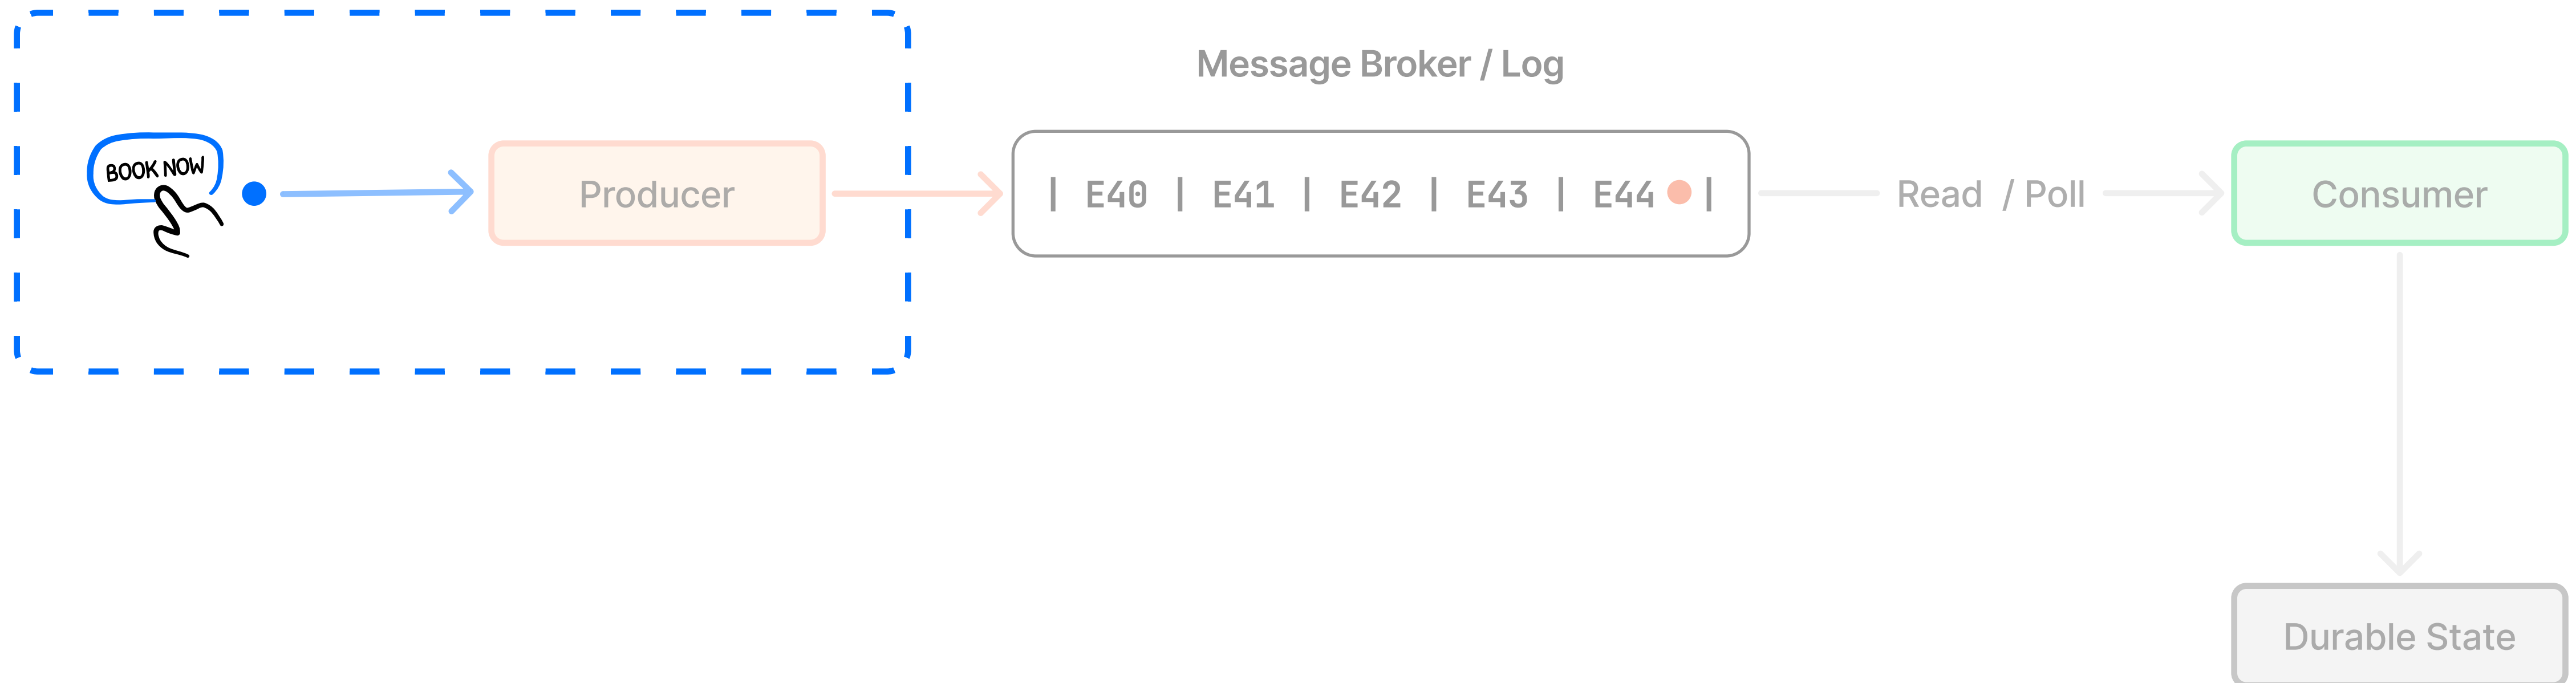 Message Broker / Log
BOOK NOW
Producer
| E40 | E41 | E42 | E43 | E44 |
Read / Poll
Consumer
Durable State